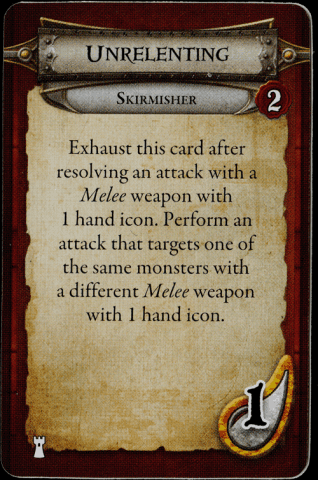 UNRELENTING
SKIRMISHER
2
Exhaust this card after
resolving an attack with a
Melee weapon with
1 hand icon. Perform an
attack that targets one of
the same monsters with
a different Melee weapon
with 1 hand icon.
1